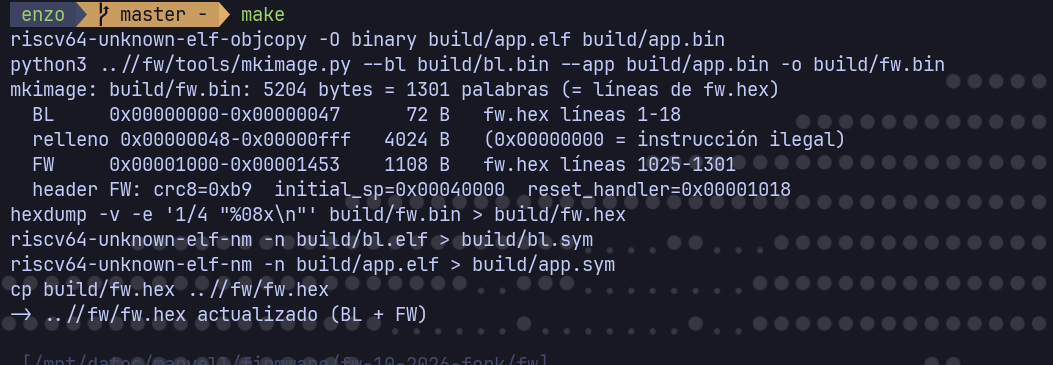 enzo master - make
riscv64-unknown-elf-objcopy -O binary build/app.elf build/app.bin
python3 ..//fw/tools/mkimage.py --bl build/bl.bin --app build/app.bin -o build/fw.bin
mkimage: build/fw.bin: 5204 bytes = 1301 palabras (= líneas de fw.hex)
  BL      0x00000000-0x00000047      72 B   fw.hex líneas 1-18
  relleno 0x00000048-0x00000fff   4024 B   (0x00000000 = instrucción ilegal)
  FW      0x00001000-0x00001453    1108 B   fw.hex líneas 1025-1301
  header FW: crc8=0xb9  initial_sp=0x00040000  reset_handler=0x00001018
hexdump -v -e '1/4 "%08x\n"' build/fw.bin > build/fw.hex
riscv64-unknown-elf-nm -n build/bl.elf > build/bl.sym
riscv64-unknown-elf-nm -n build/app.elf > build/app.sym
cp build/fw.hex ..//fw/fw.hex
-> ..//fw/fw.hex actualizado (BL + FW)